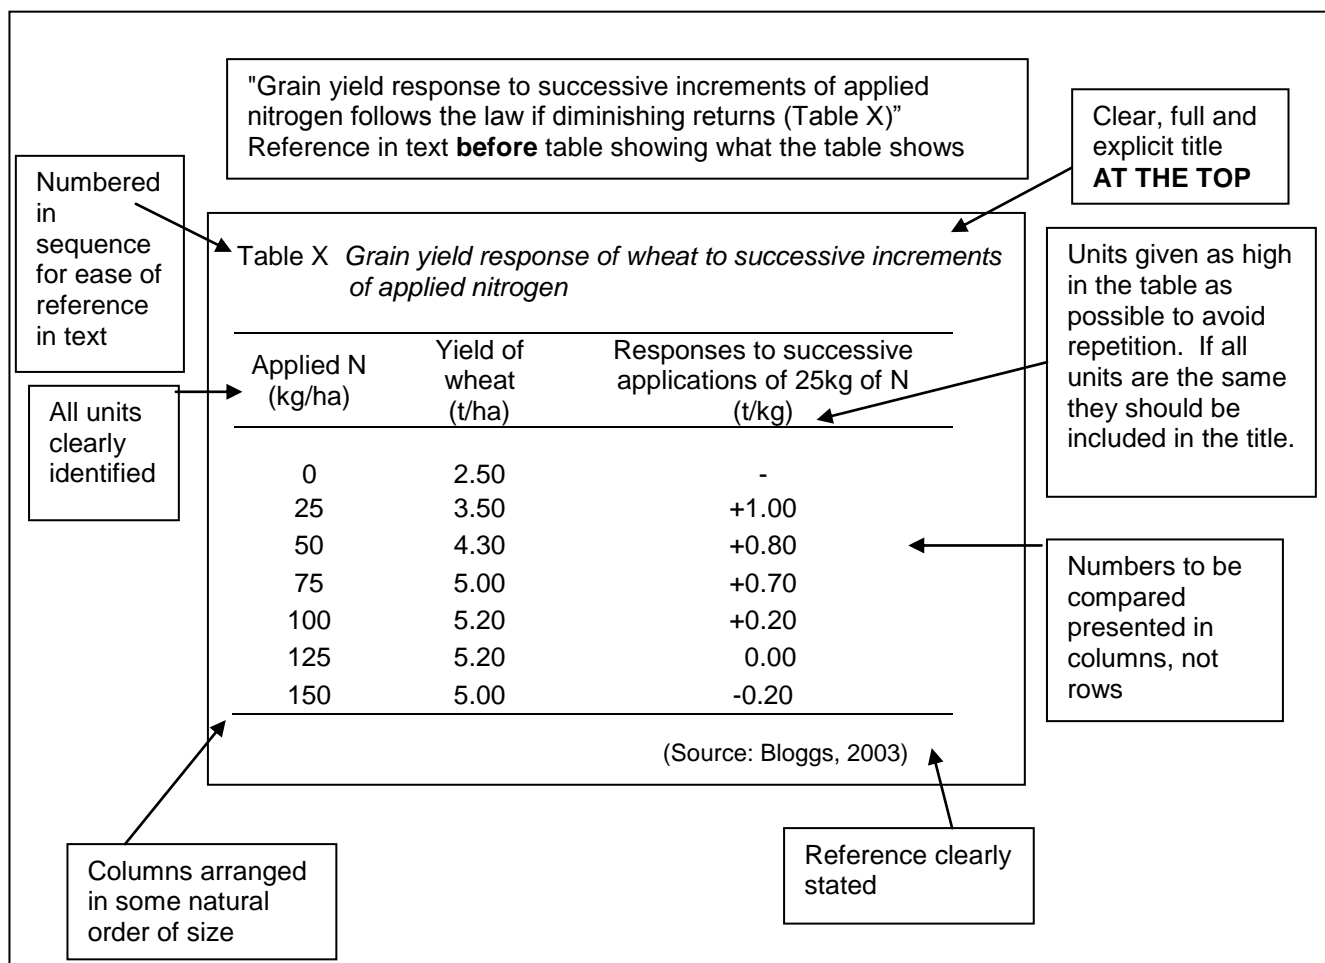 "Grain yield response to successive increments of applied
nitrogen follows the law if diminishing returns (Table X)”
Reference in text before table showing what the table shows
Clear, full and
explicit title
AT THE TOP
Numbered
in
sequence
for ease of
reference
in text
Table X  Grain yield response of wheat to successive increments
of applied nitrogen
Units given as high
in the table as
possible to avoid
repetition.  If all
units are the same
they should be
included in the title.
All units
clearly
identified
Applied N
(kg/ha)
Yield of
wheat
(t/ha)
Responses to successive
applications of 25kg of N
(t/kg)
0 2.50 -
25 3.50 +1.00
50 4.30 +0.80
75 5.00 +0.70
100 5.20 +0.20
125 5.20 0.00
150 5.00 -0.20
Numbers to be
compared
presented in
columns, not
rows
(Source: Bloggs, 2003)
Columns arranged
in some natural
order of size
Reference clearly
stated